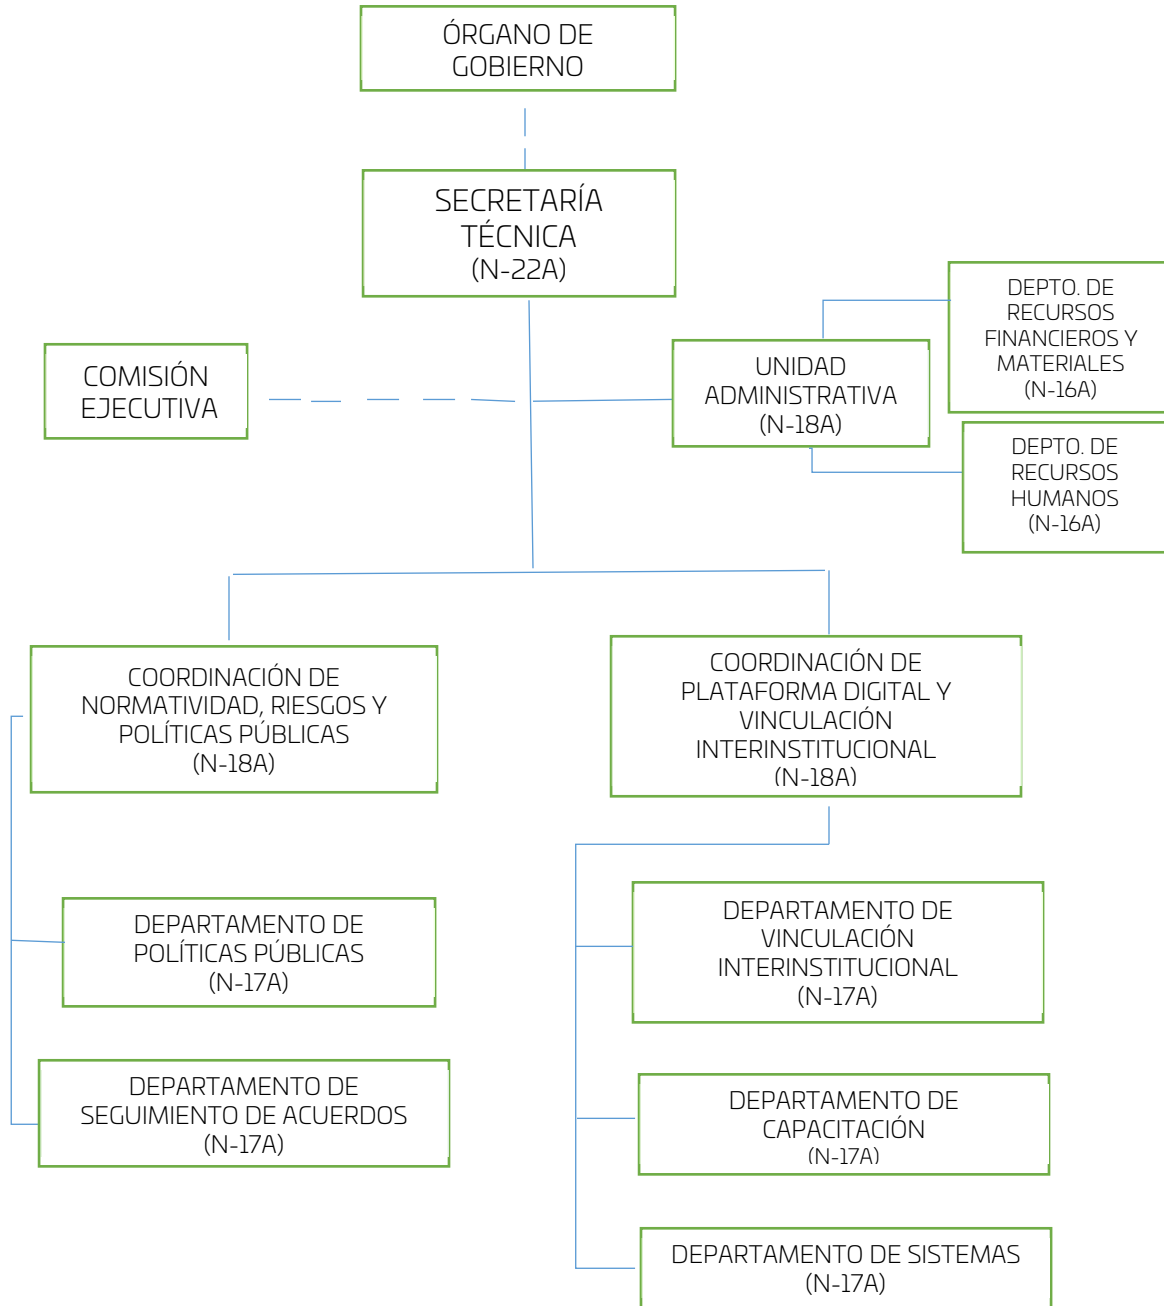 ÓRGANO DE
GOBIERNO
SECRETARÍA
TÉCNICA
(N-22A)
COMISIÓN
EJECUTIVA
UNIDAD
ADMINISTRATIVA
(N-18A)
DEPTO. DE
RECURSOS
FINANCIEROS Y
MATERIALES
(N-16A)
DEPTO. DE
RECURSOS
HUMANOS
(N-16A)
COORDINACIÓN DE
NORMATIVIDAD, RIESGOS Y
POLÍTICAS PÚBLICAS
(N-18A)
COORDINACIÓN DE
PLATAFORMA DIGITAL Y
VINCULACIÓN
INTERINSTITUCIONAL
(N-18A)
DEPARTAMENTO DE
POLÍTICAS PÚBLICAS
(N-17A)
DEPARTAMENTO DE
SEGUIMIENTO DE ACUERDOS
(N-17A)
DEPARTAMENTO DE
VINCULACIÓN
INTERINSTITUCIONAL
(N-17A)
DEPARTAMENTO DE
CAPACITACIÓN
(N-17A)
DEPARTAMENTO DE SISTEMAS
(N-17A)